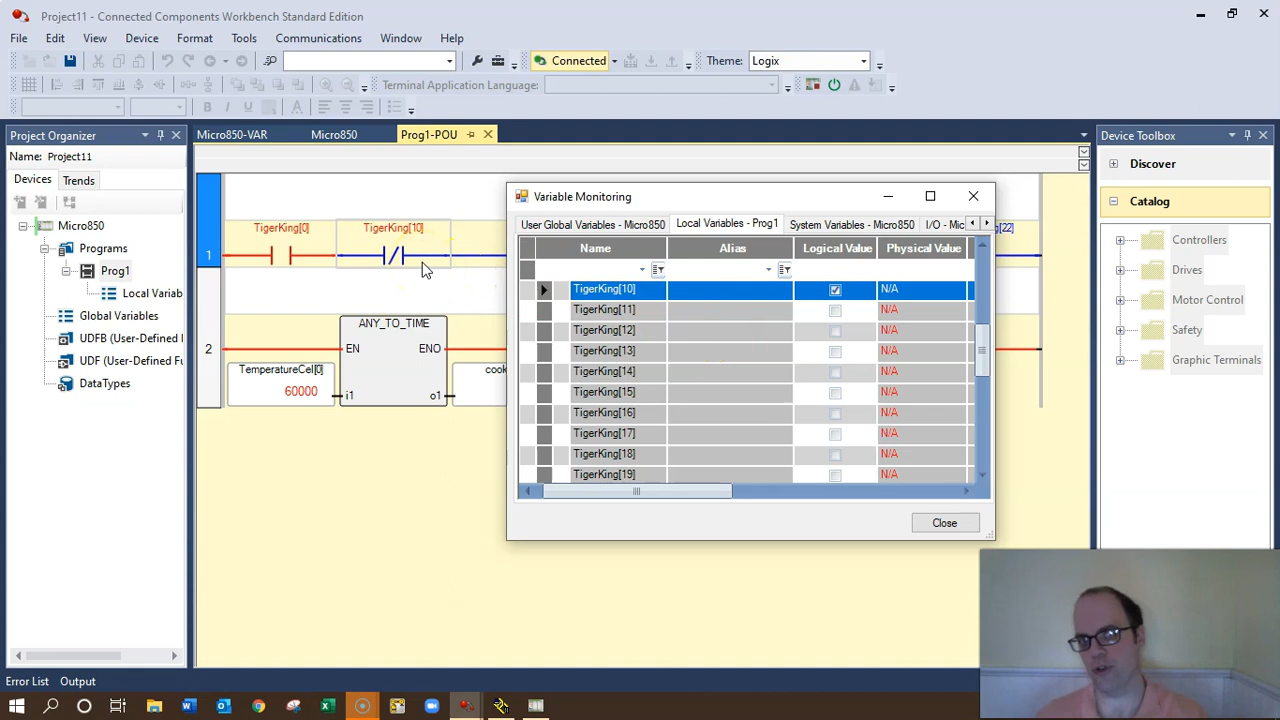 Project11 - Connected Components Workbench Standard Edition
File Edit View Device Format Tools Communications Window Help
Connected Theme: Logix
Terminal Application Language:
B I U A
Project Organizer
Name: Project11
Devices Trends
Micro850
Programs
Prog1
Local Variab
Global Variables
UDFB (User-Defined F
UDF (User-Defined Fu
DataTypes
Micro850-VAR Micro850 Prog1-POU
1
TigerKing[0] TigerKing[10] [22]
2
ANY_TO_TIME
EN ENO
TemperatureCel[0] cook
60000 i1 o1
Variable Monitoring
User Global Variables - Micro850 Local Variables - Prog1 System Variables - Micro850 I/O - Mic
Name Alias Logical Value Physical Value
TigerKing[10] N/A
TigerKing[11] N/A
TigerKing[12] N/A
TigerKing[13] N/A
TigerKing[14] N/A
TigerKing[15] N/A
TigerKing[16] N/A
TigerKing[17] N/A
TigerKing[18] N/A
TigerKing[19] N/A
Close
Device Toolbox
Discover
Catalog
Controllers
Drives
Motor Control
Safety
Graphic Terminals
Error List Output